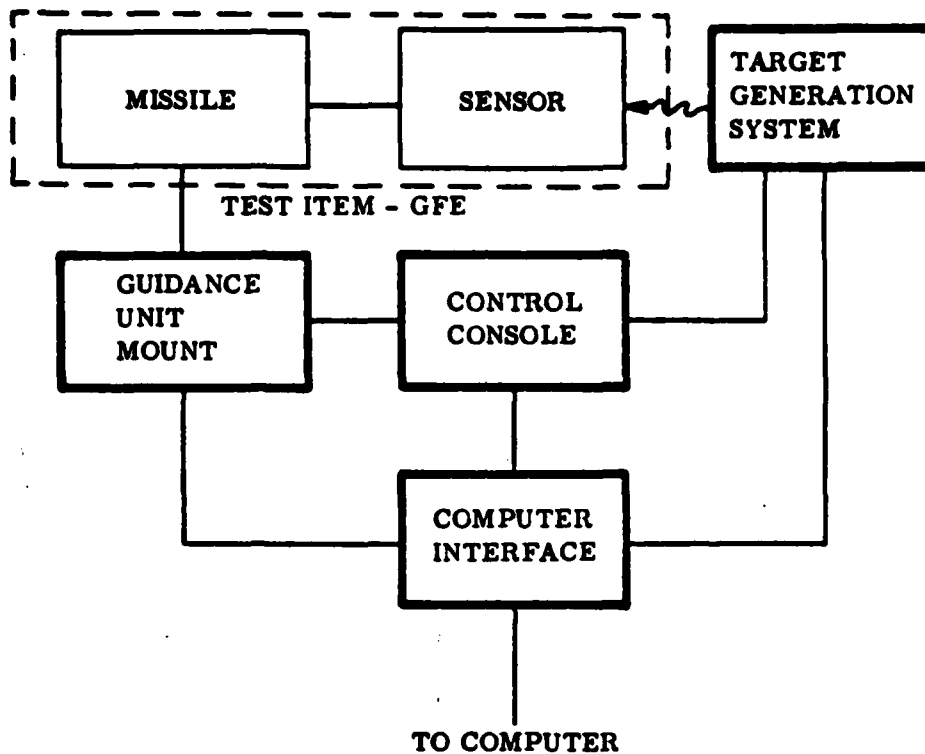 MISSILE
SENSOR
TARGET
GENERATION
SYSTEM
TEST ITEM - GFE
GUIDANCE
UNIT
MOUNT
CONTROL
CONSOLE
COMPUTER
INTERFACE
TO COMPUTER